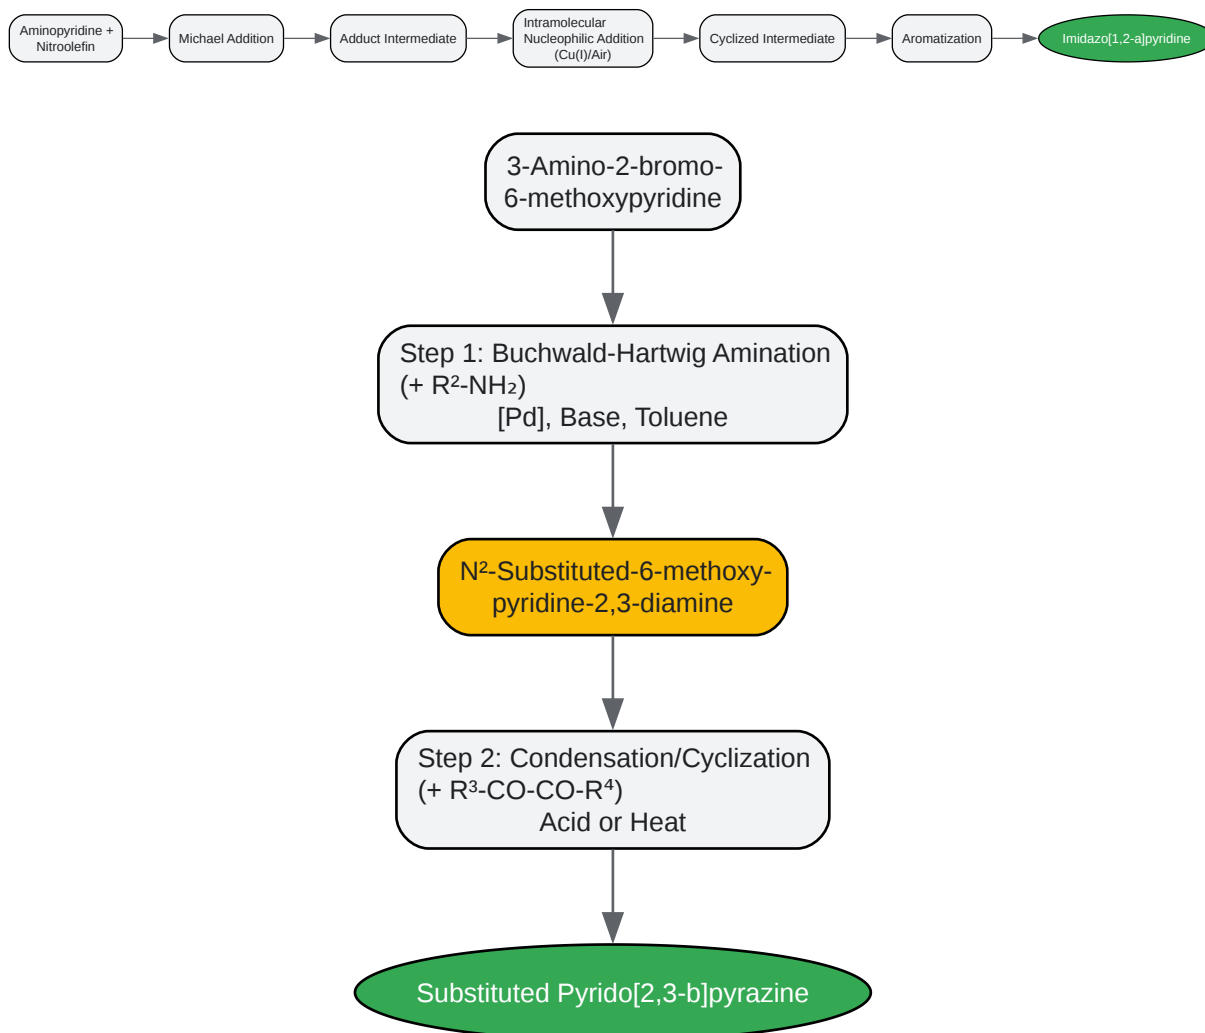 Aminopyridine +
Nitroolefin
Michael Addition
Adduct Intermediate
Intramolecular
Nucleophilic Addition
(Cu(I)/Air)
Cyclized Intermediate
Aromatization
Imidazo[1,2-a]pyridine
3-Amino-2-bromo-
6-methoxypyridine
Step 1: Buchwald-Hartwig Amination
(+ R²-NH₂)
[Pd], Base, Toluene
N²-Substituted-6-methoxy-
pyridine-2,3-diamine
Step 2: Condensation/Cyclization
(+ R³-CO-CO-R⁴)
Acid or Heat
Substituted Pyrido[2,3-b]pyrazine